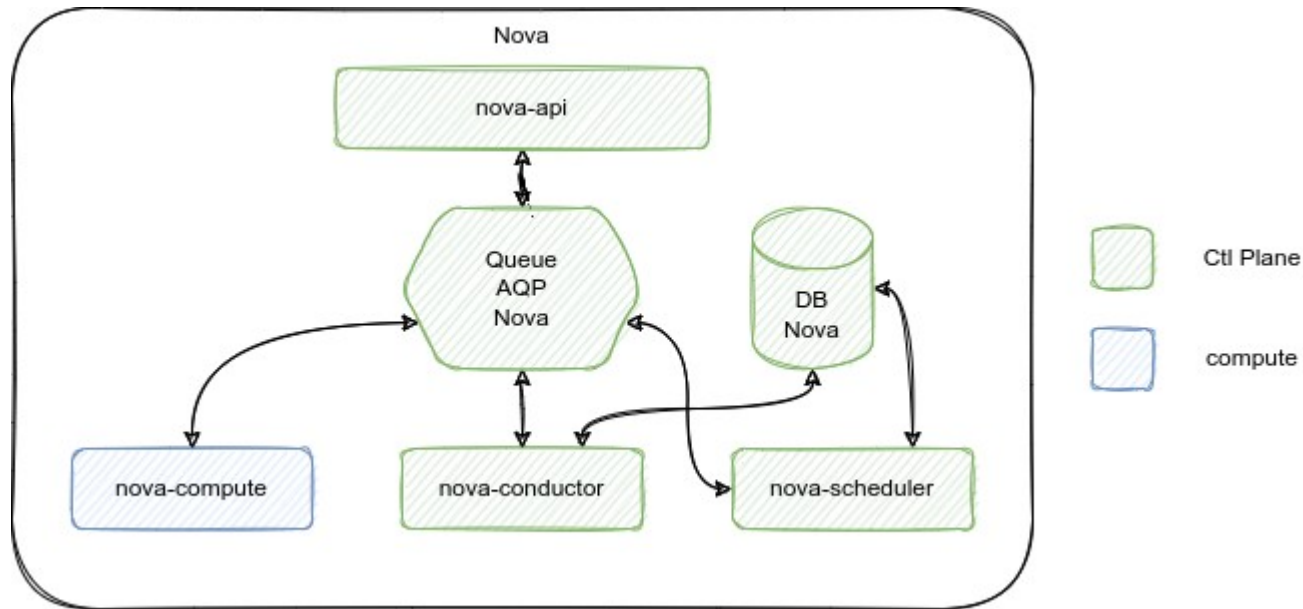 Nova
nova-api
Queue
AQP
Nova
DB
Nova
nova-compute
nova-conductor
nova-scheduler
Ctl Plane
compute